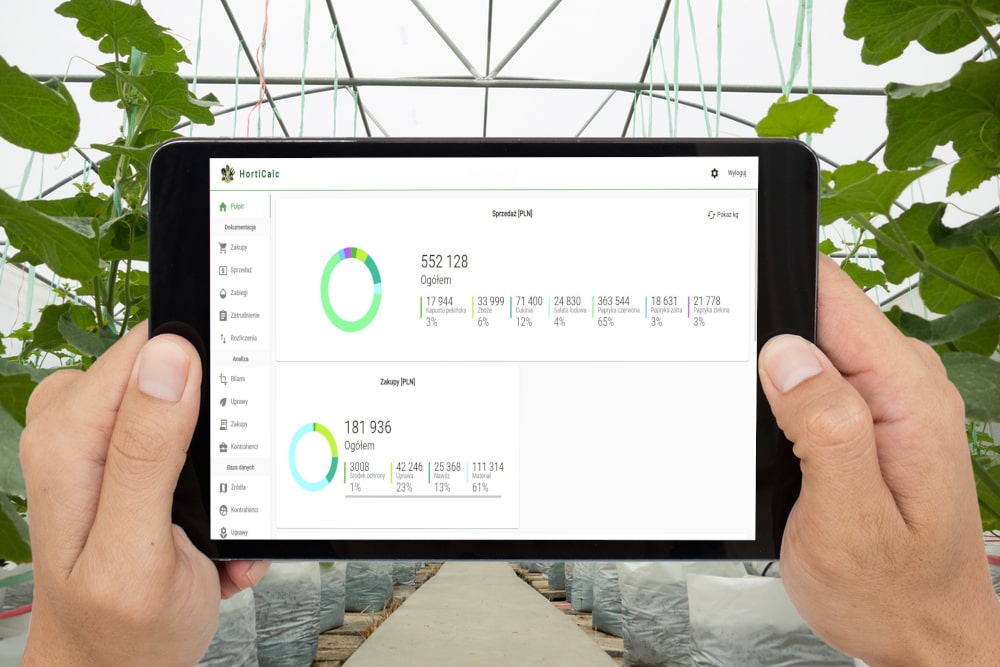 HortiCalc
Wyloguj
Pulpit
Dokumentacja
Zakupy
Sprzedaż
Zabiegi
Zatrudnienie
Rozliczenia
Analiza
Bilans
Uprawy
Zakupy
Kontrahenci
Baza danych
Źródła
Kontrahenci
Uprawy
Sprzedaż [PLN]
Pokaż kg
552 128
Ogółem
17 944 33 999 71 400 24 830 363 544 18 631 21 778
Kapusta pekińska Zboże Cukinia Sałata lodowa Papryka czerwona Papryka żółta Papryka zielona
3% 6% 12% 4% 65% 3% 3%
Zakupy [PLN]
181 936
Ogółem
3008 42 246 25 368 111 314
Środek ochrony Uprawa Nawóz Materiał
1% 23% 13% 61%